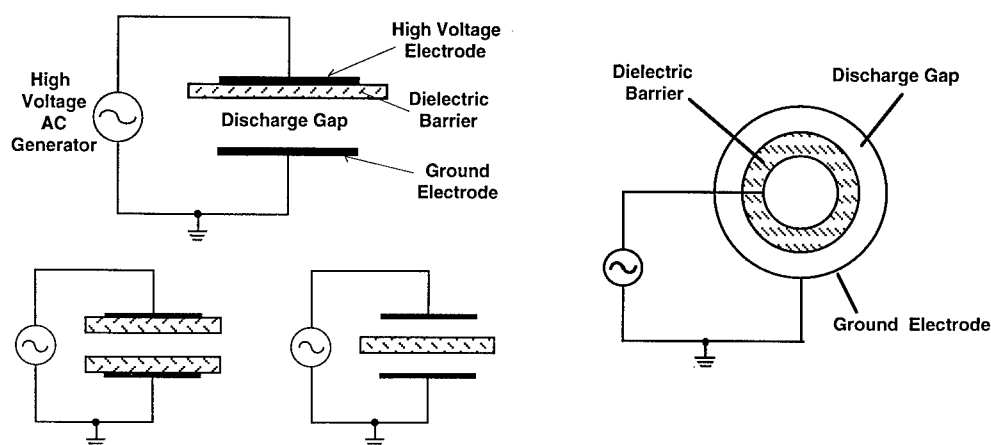 High Voltage
Electrode
High
Voltage
AC
Generator
Dielectric
Barrier
Discharge Gap
Ground
Electrode
Dielectric
Barrier
Discharge Gap
Ground Electrode